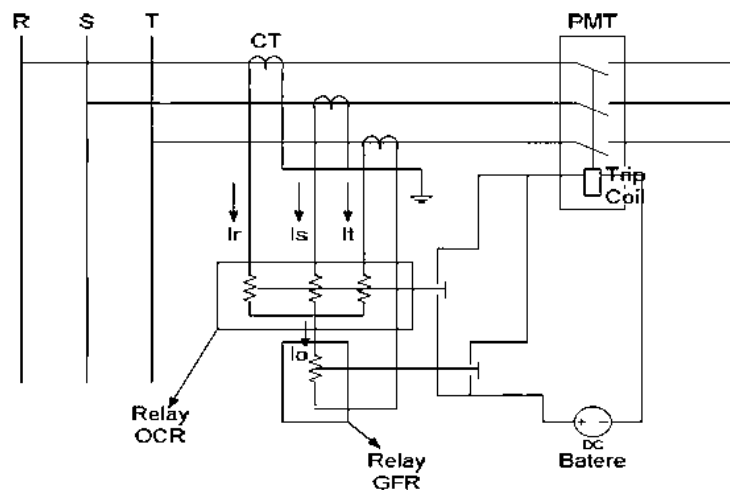 R S T
CT
PMT
Trip
Coil
Ir
Is
It
Io
Relay
OCR
Relay
GFR
+ -
DC
Batere